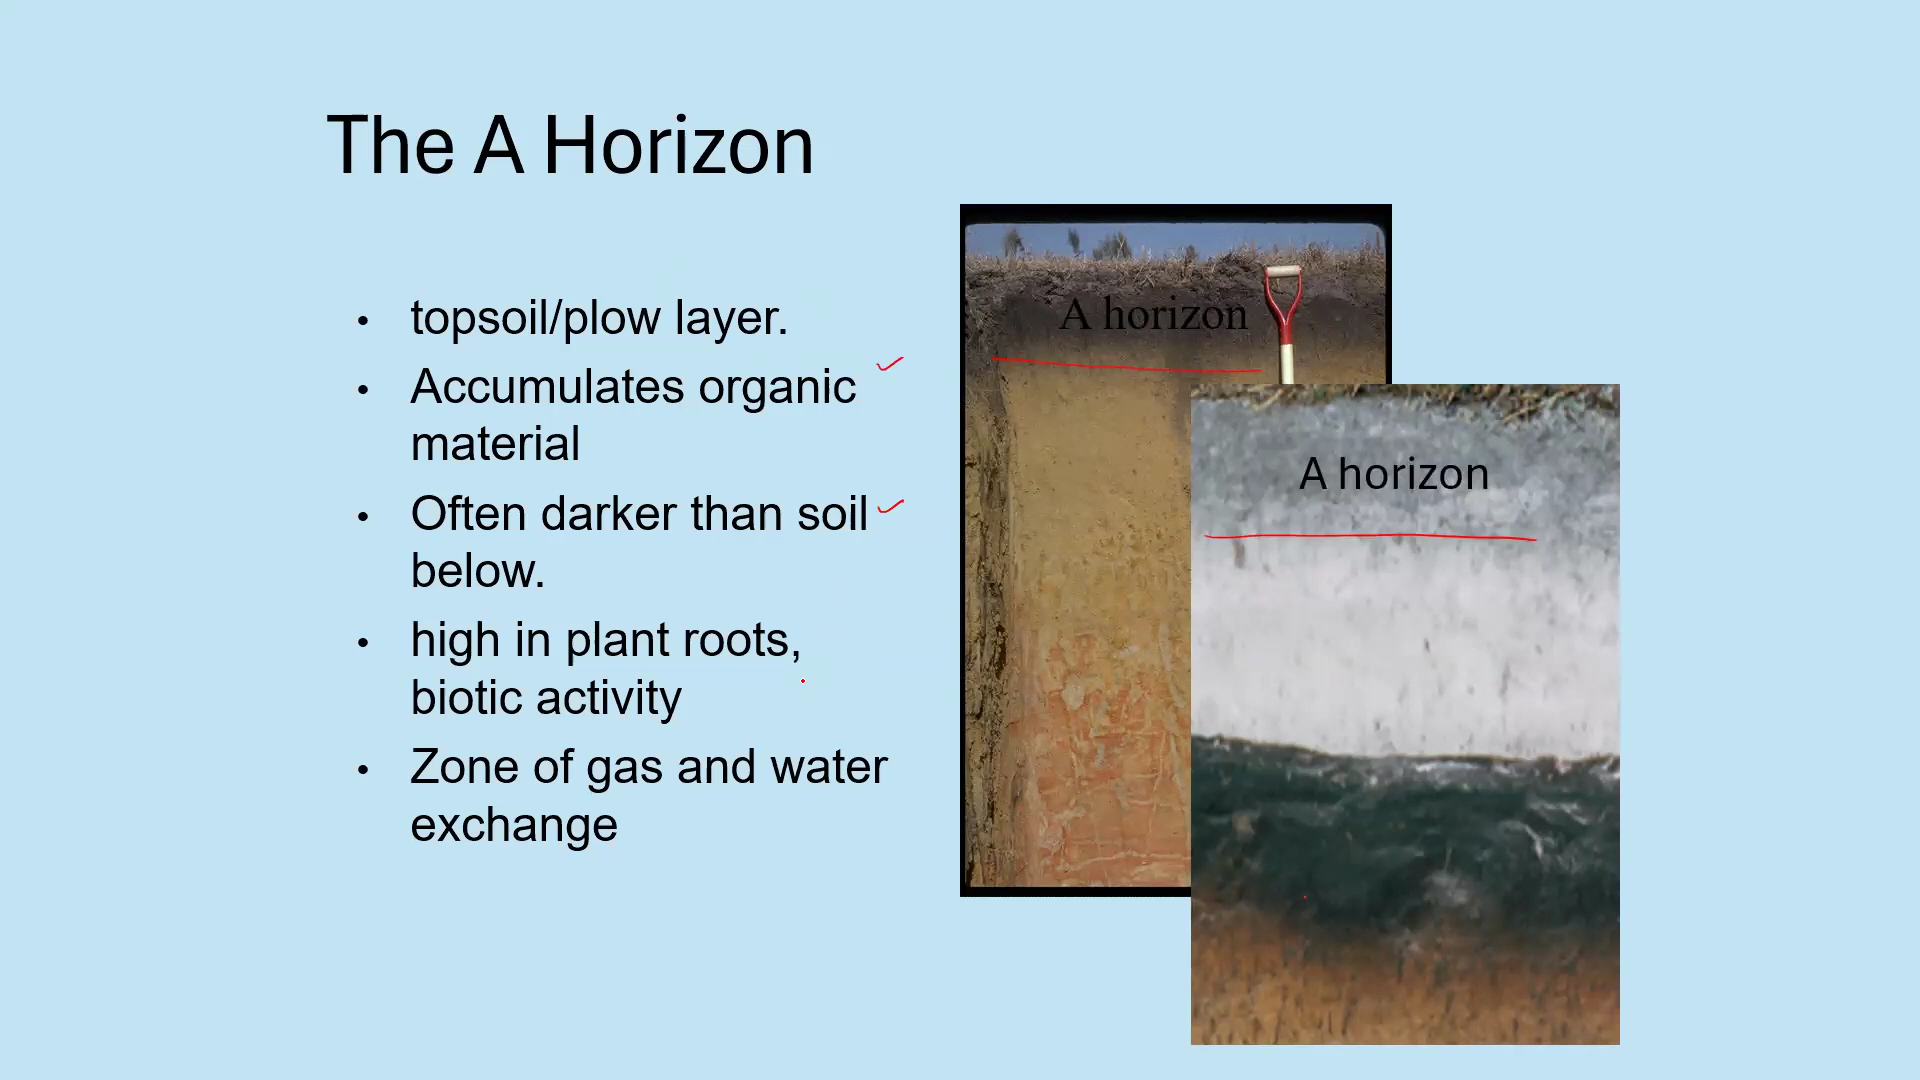 The A Horizon
• topsoil/plow layer.
• Accumulates organic
material
• Often darker than soil
below.
• high in plant roots,
biotic activity
• Zone of gas and water
exchange
A horizon
A horizon